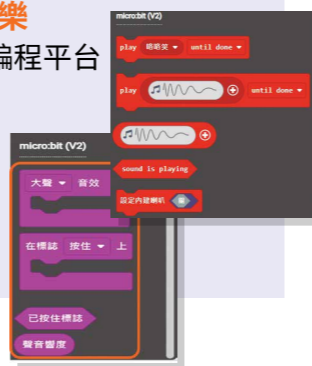 樂
編程平台
micro:bit (V2)
play 咯咯笑 until done
play until done
sound is playing
設定內建喇叭
micro:bit (V2)
大聲 音效
在標誌 按住 上
已按住標誌
聲音響度